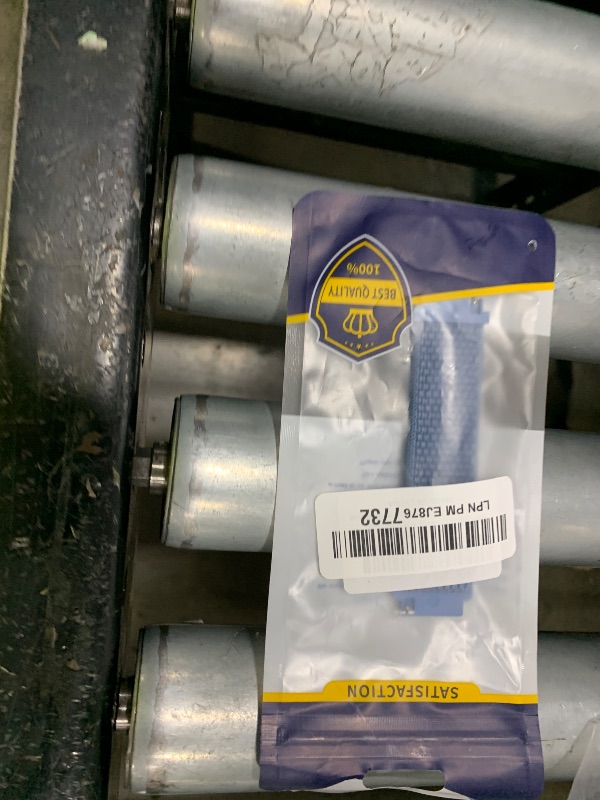 SATISFACTION
LPN PM EJ8767732
BEST QUALITY
100%